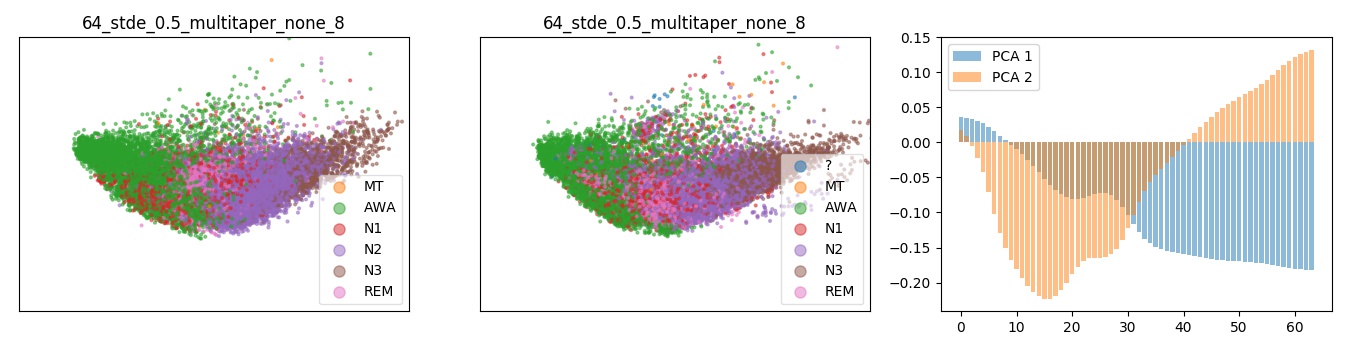 64_stde_0.5_multitaper_none_8
MT
AWA
N1
N2
N3
REM
64_stde_0.5_multitaper_none_8
?
MT
AWA
N1
N2
N3
REM
PCA 1
PCA 2
0.15
0.10
0.05
0.00
−0.05
−0.10
−0.15
−0.20
0
10
20
30
40
50
60